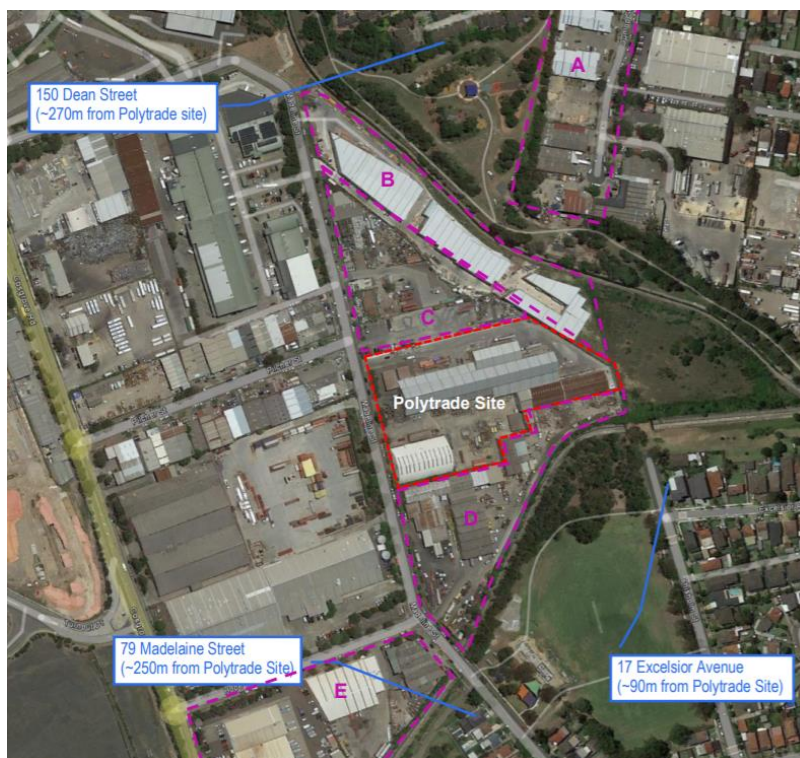 A
150 Dean Street
(~270m from Polytrade site)
B
C
Polytrade Site
D
79 Madelaine Street
(~250m from Polytrade Site)
17 Excelsior Avenue
(~90m from Polytrade Site)
E